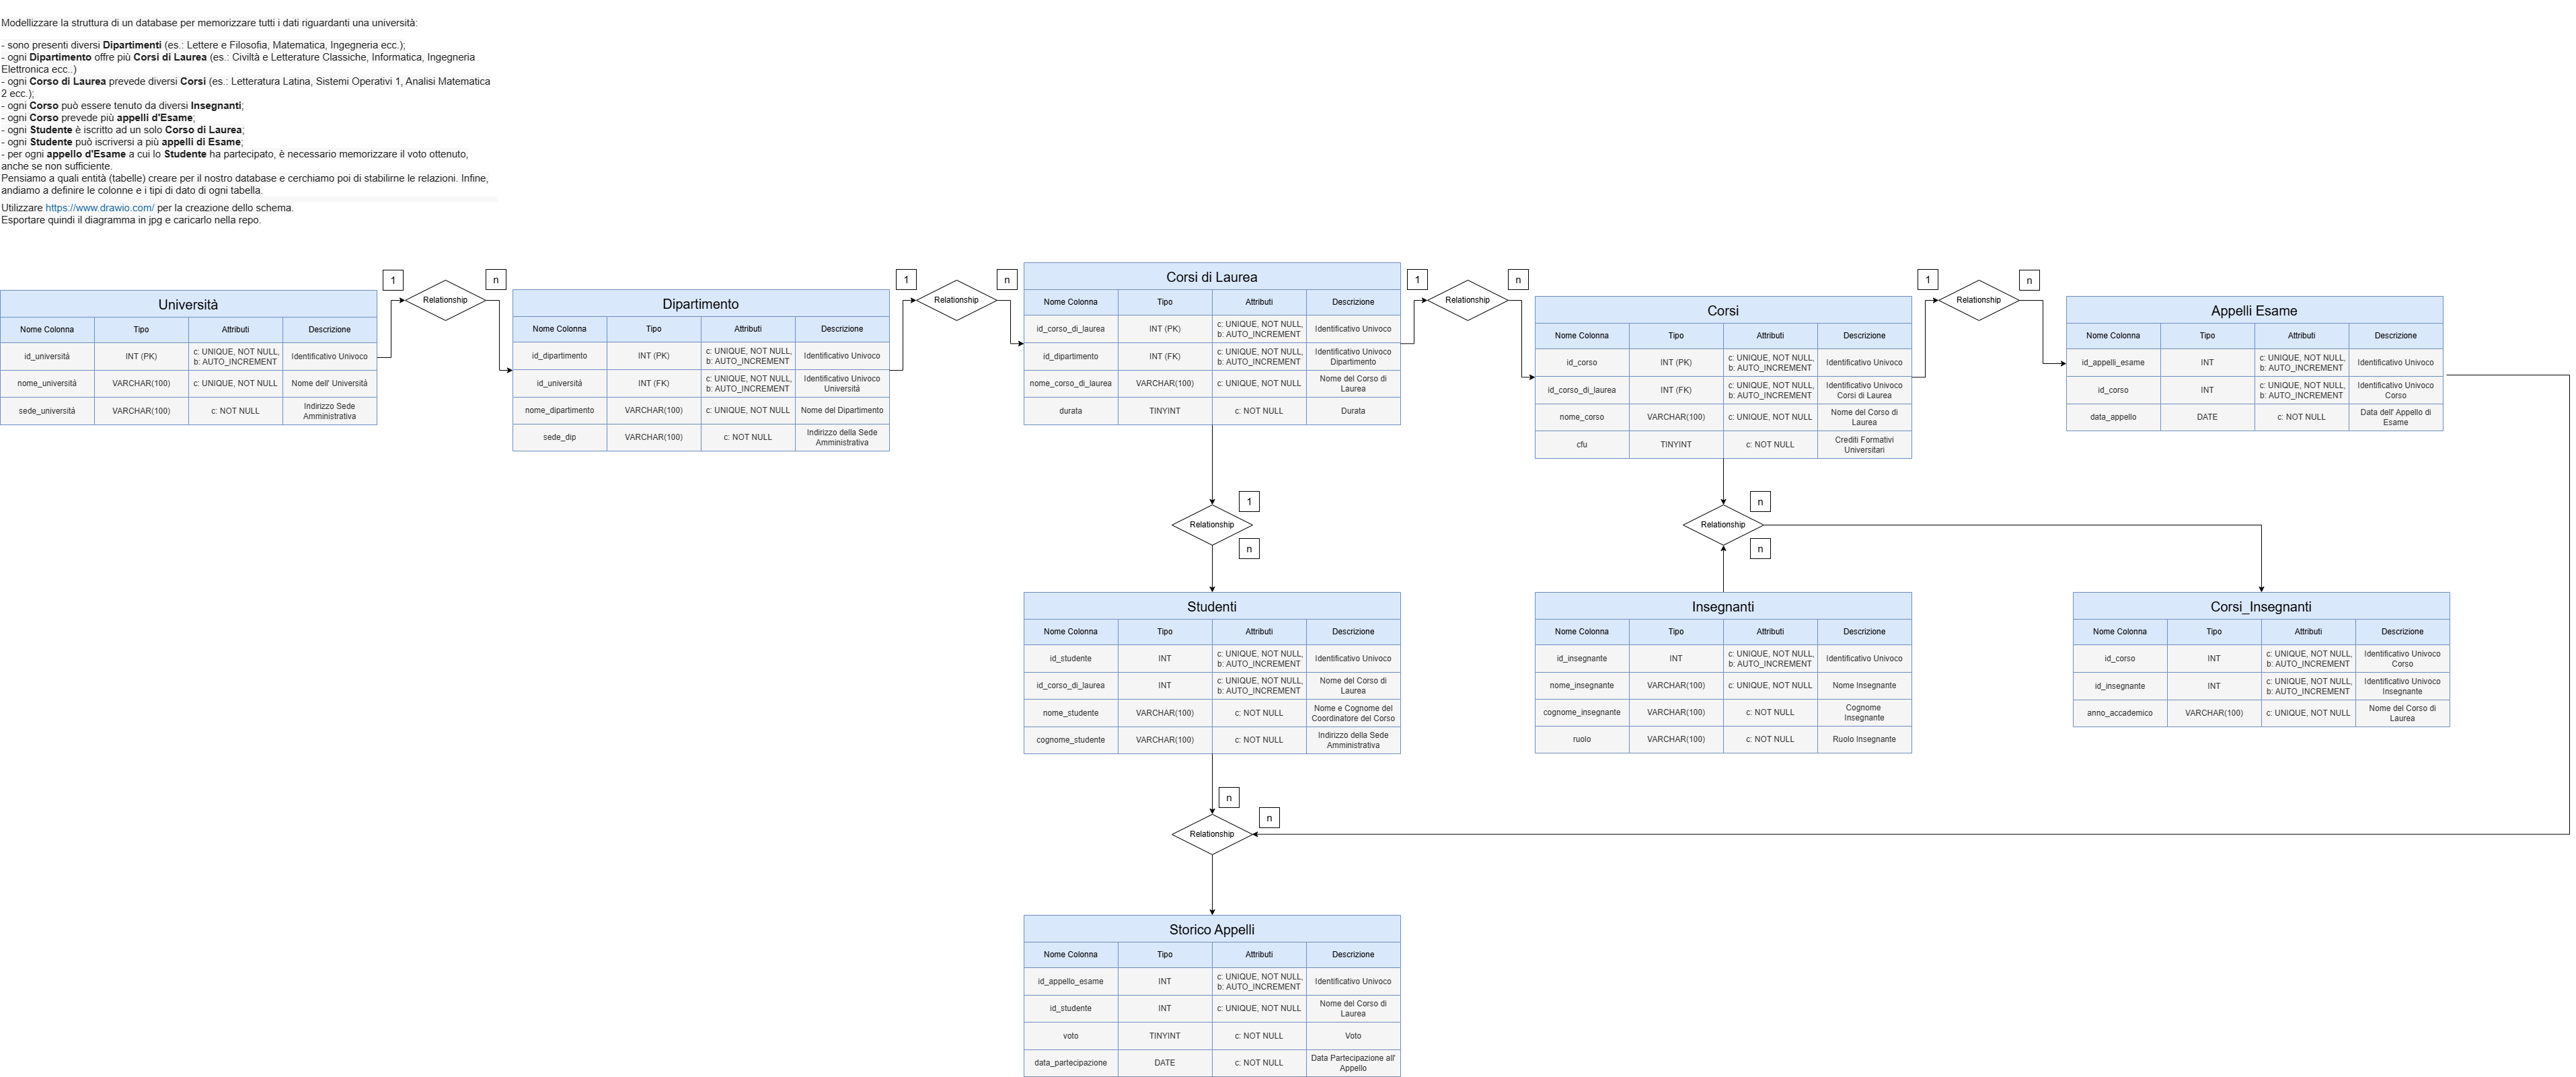 Modellizzare la struttura di un database per memorizzare tutti i dati riguardanti una università:
- sono presenti diversi Dipartimenti (es.: Lettere e Filosofia, Matematica, Ingegneria ecc.);
- ogni Dipartimento offre più Corsi di Laurea (es.: Civiltà e Letterature Classiche, Informatica, Ingegneria
Elettronica ecc..)
- ogni Corso di Laurea prevede diversi Corsi (es.: Letteratura Latina, Sistemi Operativi 1, Analisi Matematica
2 ecc.);
- ogni Corso può essere tenuto da diversi Insegnanti;
- ogni Corso prevede più appelli d'Esame;
- ogni Studente è iscritto ad un solo Corso di Laurea;
- ogni Studente può iscriversi a più appelli di Esame;
- per ogni appello d'Esame a cui lo Studente ha partecipato, è necessario memorizzare il voto ottenuto,
anche se non sufficiente.
Pensiamo a quali entità (tabelle) creare per il nostro database e cerchiamo poi di stabilirne le relazioni. Infine,
andiamo a definire le colonne e i tipi di dato di ogni tabella.
Utilizzare https://www.drawio.com/ per la creazione dello schema.
Esportare quindi il diagramma in jpg e caricarlo nella repo.
Università
Nome Colonna Tipo Attributi Descrizione
id_università INT (PK) c: UNIQUE, NOT NULL, b: AUTO_INCREMENT Identificativo Univoco
nome_università VARCHAR(100) c: UNIQUE, NOT NULL Nome dell' Università
sede_università VARCHAR(100) c: NOT NULL Indirizzo Sede Amministrativa
1
Relationship
n
Dipartimento
Nome Colonna Tipo Attributi Descrizione
id_dipartimento INT (PK) c: UNIQUE, NOT NULL, b: AUTO_INCREMENT Identificativo Univoco
id_università INT (FK) c: UNIQUE, NOT NULL, b: AUTO_INCREMENT Identificativo Univoco Università
nome_dipartimento VARCHAR(100) c: UNIQUE, NOT NULL Nome del Dipartimento
sede_dip VARCHAR(100) c: NOT NULL Indirizzo della Sede Amministrativa
1
Relationship
n
Corsi di Laurea
Nome Colonna Tipo Attributi Descrizione
id_corso_di_laurea INT (PK) c: UNIQUE, NOT NULL, b: AUTO_INCREMENT Identificativo Univoco
id_dipartimento INT (FK) c: UNIQUE, NOT NULL, b: AUTO_INCREMENT Identificativo Univoco Dipartimento
nome_corso_di_laurea VARCHAR(100) c: UNIQUE, NOT NULL Nome del Corso di Laurea
durata TINYINT c: NOT NULL Durata
1
Relationship
n
Corsi
Nome Colonna Tipo Attributi Descrizione
id_corso INT (PK) c: UNIQUE, NOT NULL, b: AUTO_INCREMENT Identificativo Univoco
id_corso_di_laurea INT (FK) c: UNIQUE, NOT NULL, b: AUTO_INCREMENT Identificativo Univoco Corsi di Laurea
nome_corso VARCHAR(100) c: UNIQUE, NOT NULL Nome del Corso di Laurea
cfu TINYINT c: NOT NULL Crediti Formativi Universitari
1
Relationship
n
Appelli Esame
Nome Colonna Tipo Attributi Descrizione
id_appelli_esame INT c: UNIQUE, NOT NULL, b: AUTO_INCREMENT Identificativo Univoco
id_corso INT c: UNIQUE, NOT NULL, b: AUTO_INCREMENT Identificativo Univoco Corso
data_appello DATE c: NOT NULL Data dell' Appello di Esame
1
Relationship
n
n
Relationship
n
Studenti
Nome Colonna Tipo Attributi Descrizione
id_studente INT c: UNIQUE, NOT NULL, b: AUTO_INCREMENT Identificativo Univoco
id_corso_di_laurea INT c: UNIQUE, NOT NULL, b: AUTO_INCREMENT Nome del Corso di Laurea
nome_studente VARCHAR(100) c: NOT NULL Nome e Cognome del Coordinatore del Corso
cognome_studente VARCHAR(100) c: NOT NULL Indirizzo della Sede Amministrativa
Insegnanti
Nome Colonna Tipo Attributi Descrizione
id_insegnante INT c: UNIQUE, NOT NULL, b: AUTO_INCREMENT Identificativo Univoco
nome_insegnante VARCHAR(100) c: UNIQUE, NOT NULL Nome Insegnante
cognome_insegnante VARCHAR(100) c: NOT NULL Cognome Insegnante
ruolo VARCHAR(100) c: NOT NULL Ruolo Insegnante
Corsi_Insegnanti
Nome Colonna Tipo Attributi Descrizione
id_corso INT c: UNIQUE, NOT NULL, b: AUTO_INCREMENT Identificativo Univoco Corso
id_insegnante INT c: UNIQUE, NOT NULL, b: AUTO_INCREMENT Identificativo Univoco Insegnante
anno_accademico VARCHAR(100) c: UNIQUE, NOT NULL Nome del Corso di Laurea
n
n
Relationship
Storico Appelli
Nome Colonna Tipo Attributi Descrizione
id_appello_esame INT c: UNIQUE, NOT NULL, b: AUTO_INCREMENT Identificativo Univoco
id_studente INT c: UNIQUE, NOT NULL Nome del Corso di Laurea
voto TINYINT c: NOT NULL Voto
data_partecipazione DATE c: NOT NULL Data Partecipazione all' Appello